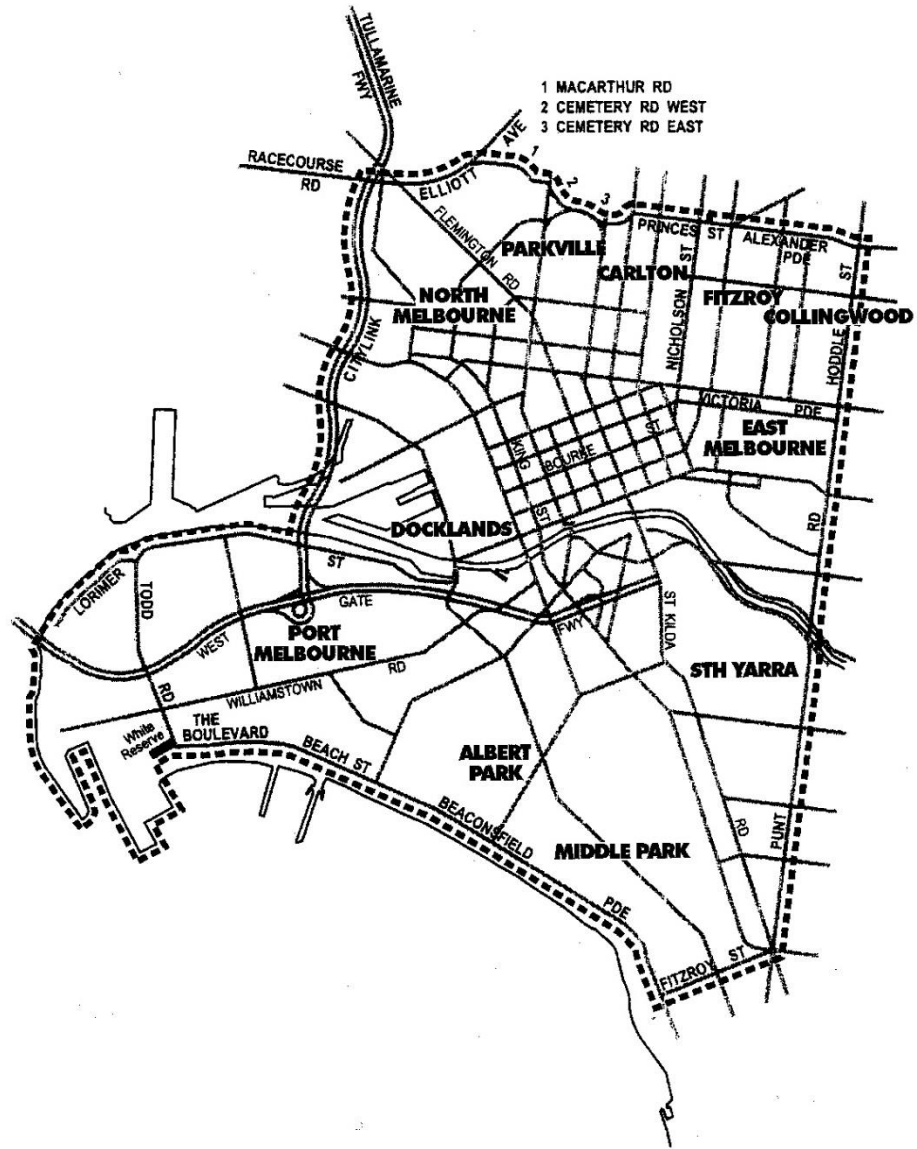 TULLAMARINE
FWY
1 MACARTHUR RD
2 CEMETERY RD WEST
3 CEMETERY RD EAST
RACECOURSE
RD
ELLIOTT
AVE
1
2
3
FLEMINGTON RD
PARKVILLE
PRINCES ST
ALEXANDER
PDE
CARLTON
NICHOLSON ST
FITZROY
COLLINGWOOD
HODDLE ST
NORTH
MELBOURNE
CITYLINK
VICTORIA PDE
EAST
MELBOURNE
KING ST
BOURKE ST
DOCKLANDS
RD
LORIMER ST
TODD RD
WEST GATE FWY
PORT
MELBOURNE
ST KILDA RD
STH YARRA
WILLIAMSTOWN RD
White
Reserve
THE
BOULEVARD
BEACH ST
ALBERT
PARK
BEACONSFIELD PDE
MIDDLE PARK
PUNT
FITZROY ST